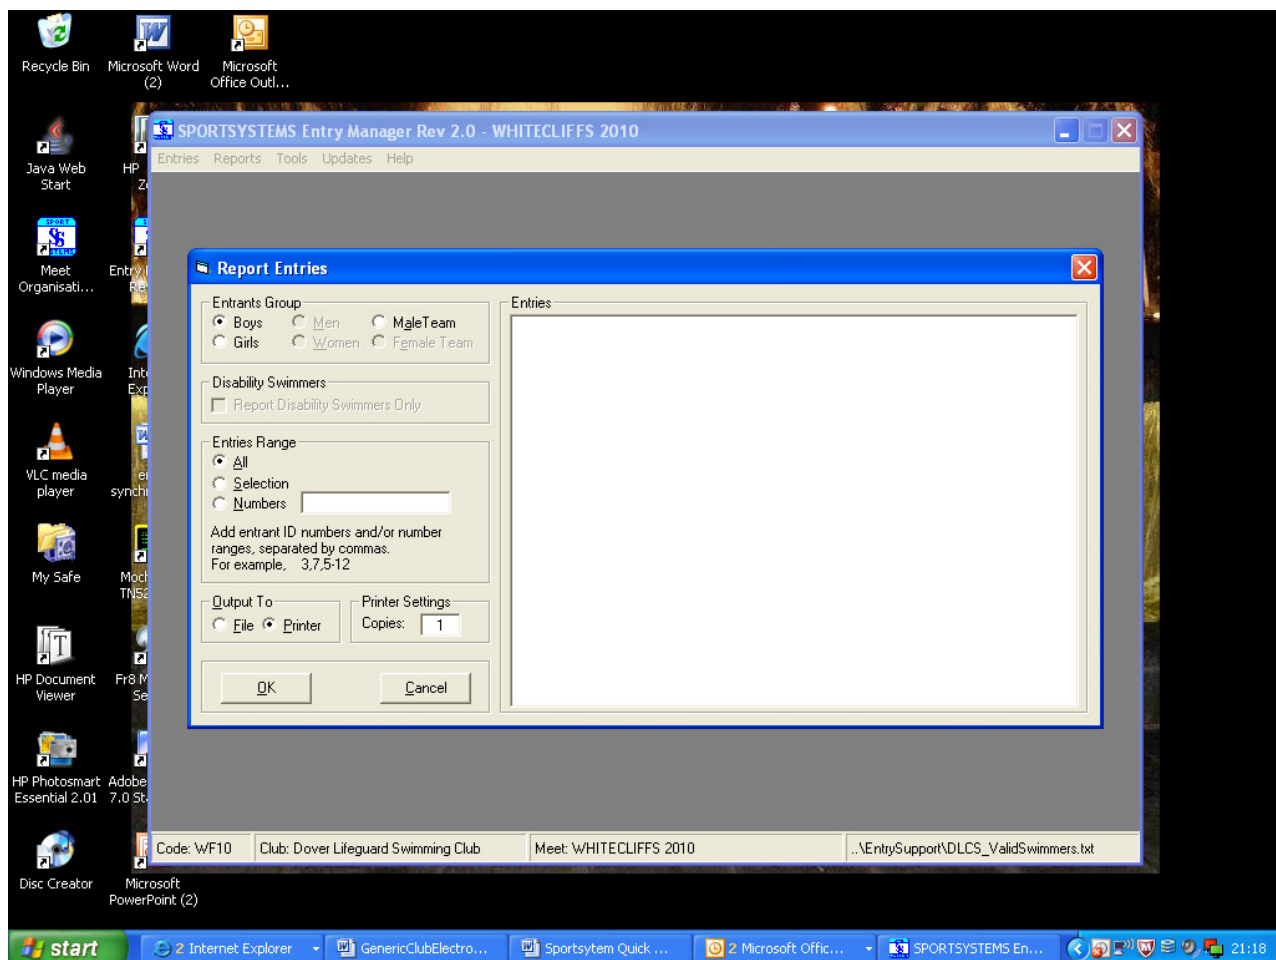 Recycle Bin
Microsoft Word (2)
Microsoft Office Outl...
Java Web Start
HP
Meet Organisati...
Entry
Windows Media Player
VLC media player
My Safe
HP Document Viewer
HP Photosmart Essential 2.01
Adobe
7.0
Disc Creator
Microsoft PowerPoint (2)
SPORTSYSTEMS Entry Manager Rev 2.0 - WHITECLIFFS 2010
Entries Reports Tools Updates Help
Report Entries
Entrants Group
Boys Men MaleTeam
Girls Women Female Team
Disability Swimmers
Report Disability Swimmers Only
Entries Range
All
Selection
Numbers
Add entrant ID numbers and/or number
ranges, separated by commas.
For example, 3,7,5-12
Output To
File Printer
Printer Settings
Copies: 1
OK Cancel
Entries
Code: WF10 Club: Dover Lifeguard Swimming Club Meet: WHITECLIFFS 2010 ..\EntrySupport\DLCS_ValidSwimmers.txt
start 2 Internet Explorer GenericClubElectro... Sportsytem Quick ... 2 Microsoft Offic... SPORTSYSTEMS En... 21:18